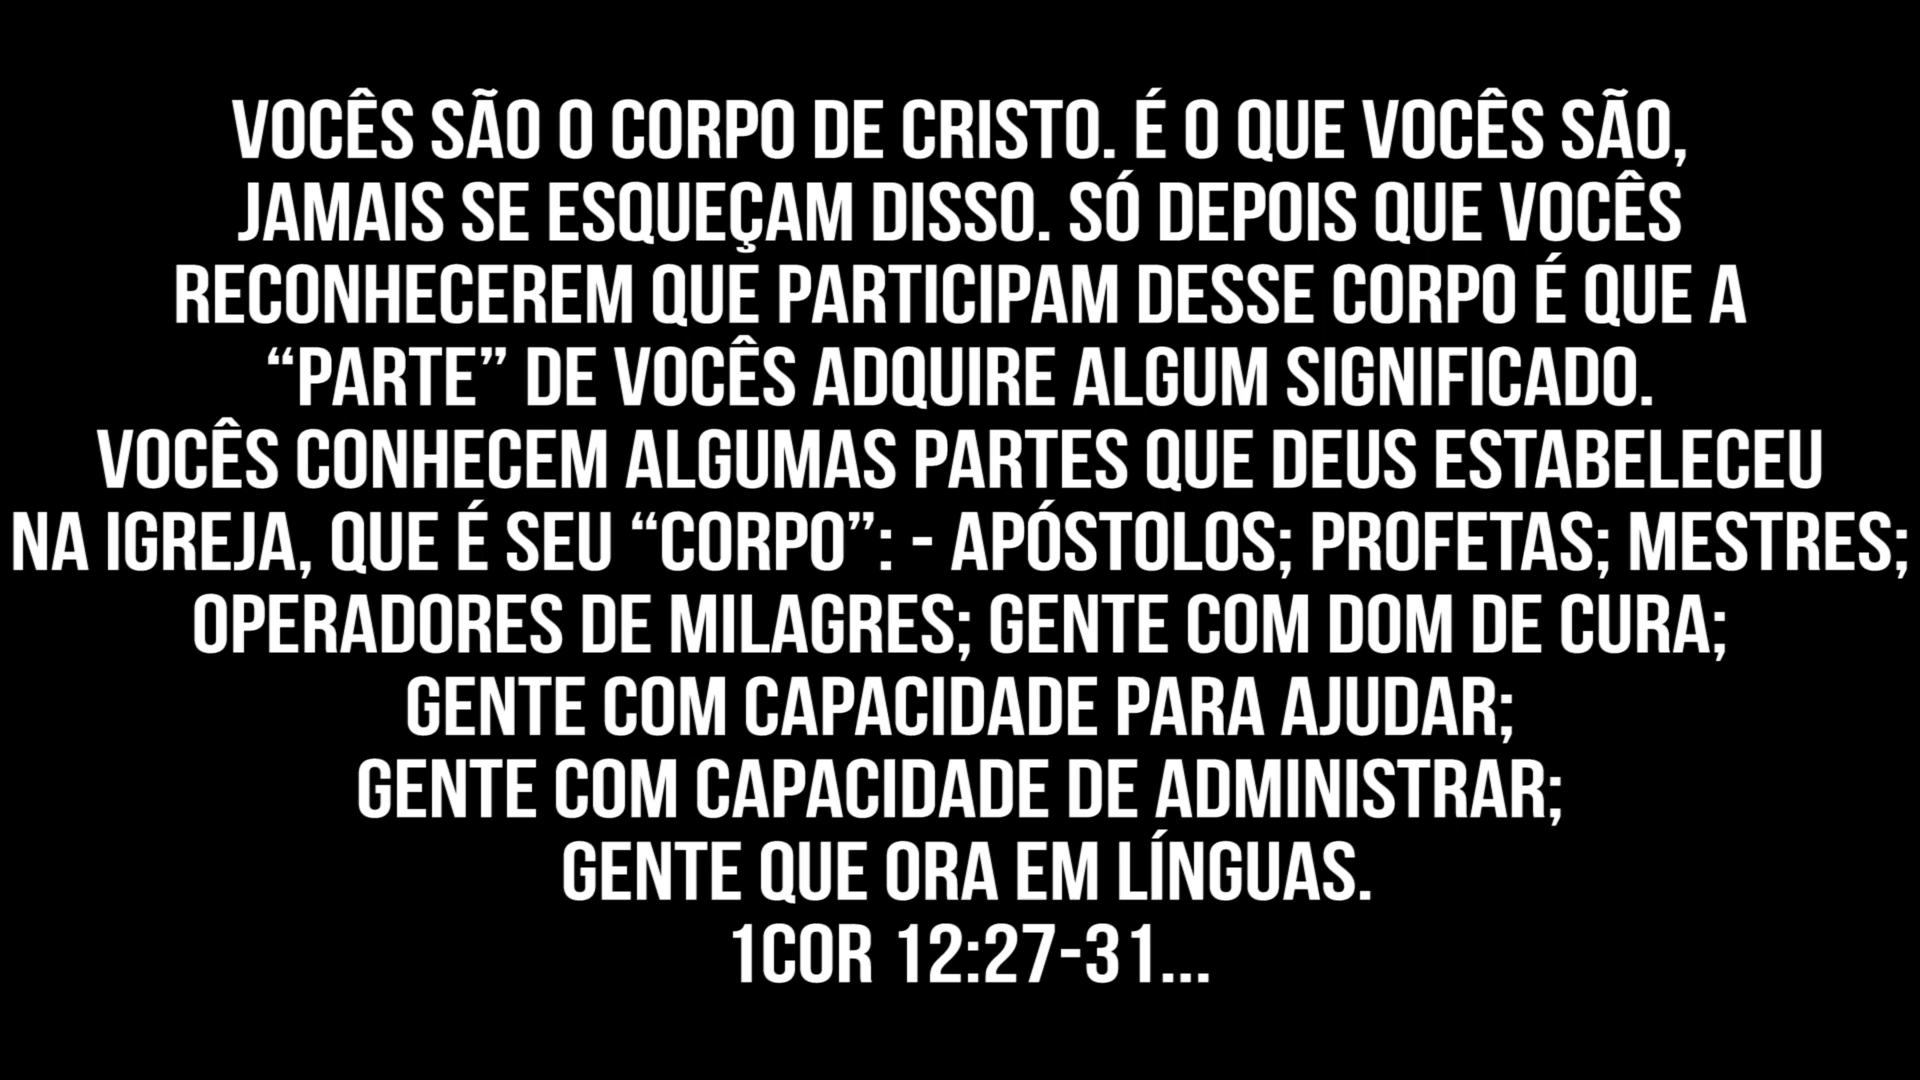 VOCÊS SÃO O CORPO DE CRISTO. É O QUE VOCÊS SÃO,
JAMAIS SE ESQUEÇAM DISSO. SÓ DEPOIS QUE VOCÊS
RECONHECEREM QUE PARTICIPAM DESSE CORPO É QUE A
“PARTE” DE VOCÊS ADQUIRE ALGUM SIGNIFICADO.
VOCÊS CONHECEM ALGUMAS PARTES QUE DEUS ESTABELECEU
NA IGREJA, QUE É SEU “CORPO”: - APÓSTOLOS; PROFETAS; MESTRES;
OPERADORES DE MILAGRES; GENTE COM DOM DE CURA;
GENTE COM CAPACIDADE PARA AJUDAR;
GENTE COM CAPACIDADE DE ADMINISTRAR;
GENTE QUE ORA EM LÍNGUAS.
1COR 12:27-31...